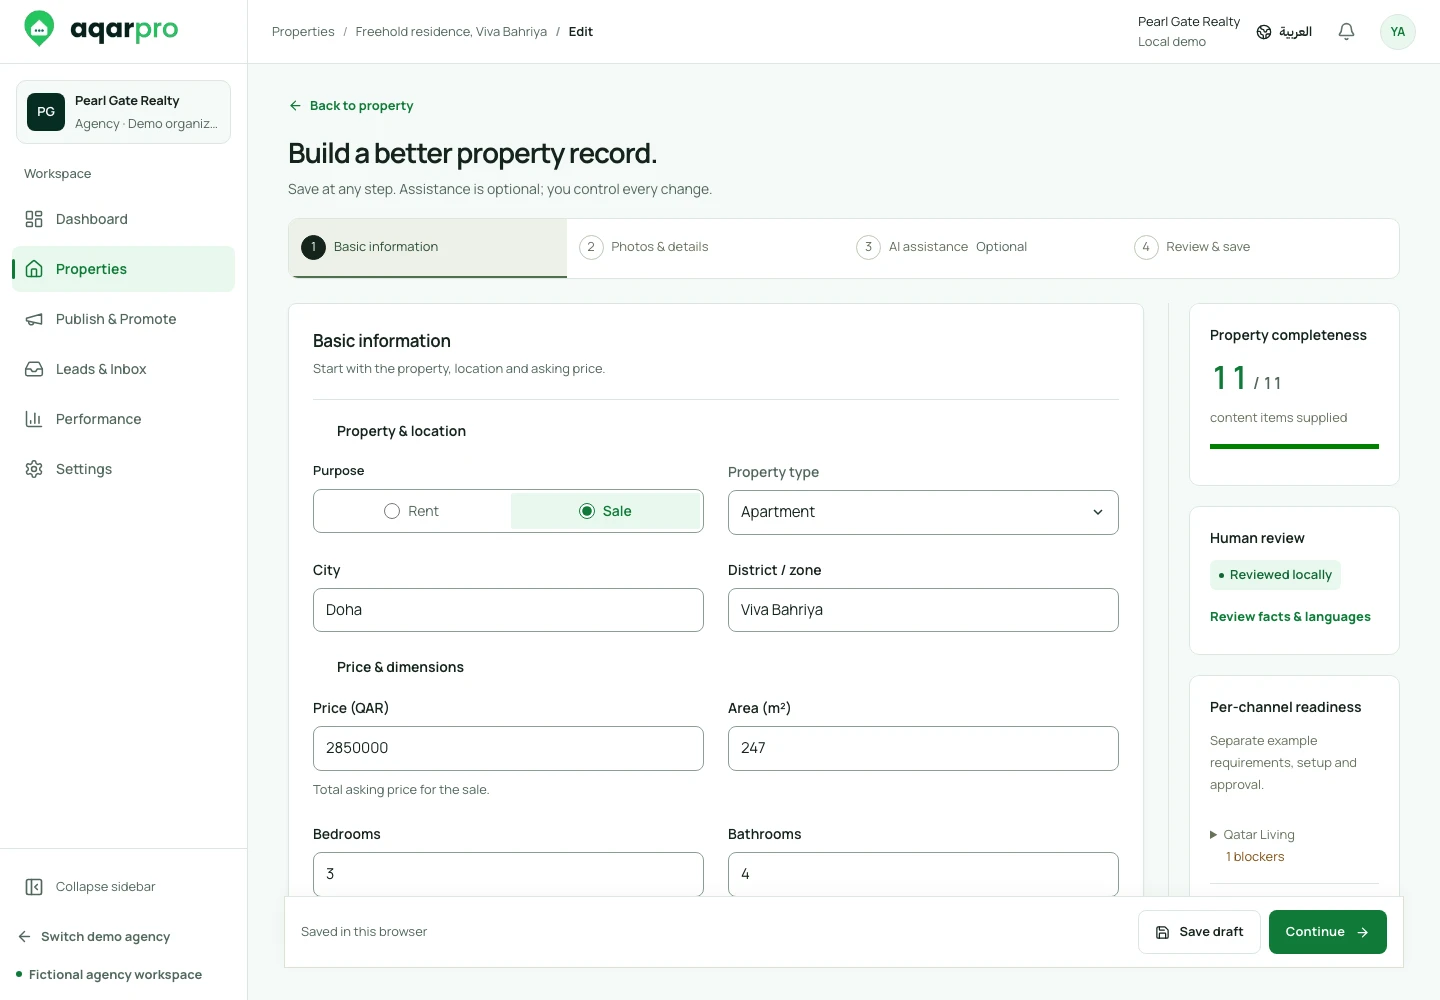 aqarpro
Properties / Freehold residence, Viva Bahriya / Edit
Pearl Gate Realty
Local demo
العربية
YA
PG
Pearl Gate Realty
Agency · Demo organiz...
Workspace
Dashboard
Properties
Publish & Promote
Leads & Inbox
Performance
Settings
Collapse sidebar
Switch demo agency
Fictional agency workspace
Back to property
Build a better property record.
Save at any step. Assistance is optional; you control every change.
1 Basic information
2 Photos & details
3 AI assistance Optional
4 Review & save
Basic information
Start with the property, location and asking price.
Property & location
Purpose
Rent
Sale
Property type
Apartment
City
Doha
District / zone
Viva Bahriya
Price & dimensions
Price (QAR)
2850000
Total asking price for the sale.
Area (m²)
247
Bedrooms
3
Bathrooms
4
Property completeness
11 / 11
content items supplied
Human review
Reviewed locally
Review facts & languages
Per-channel readiness
Separate example
requirements, setup and
approval.
Qatar Living
1 blockers
Saved in this browser
Save draft
Continue